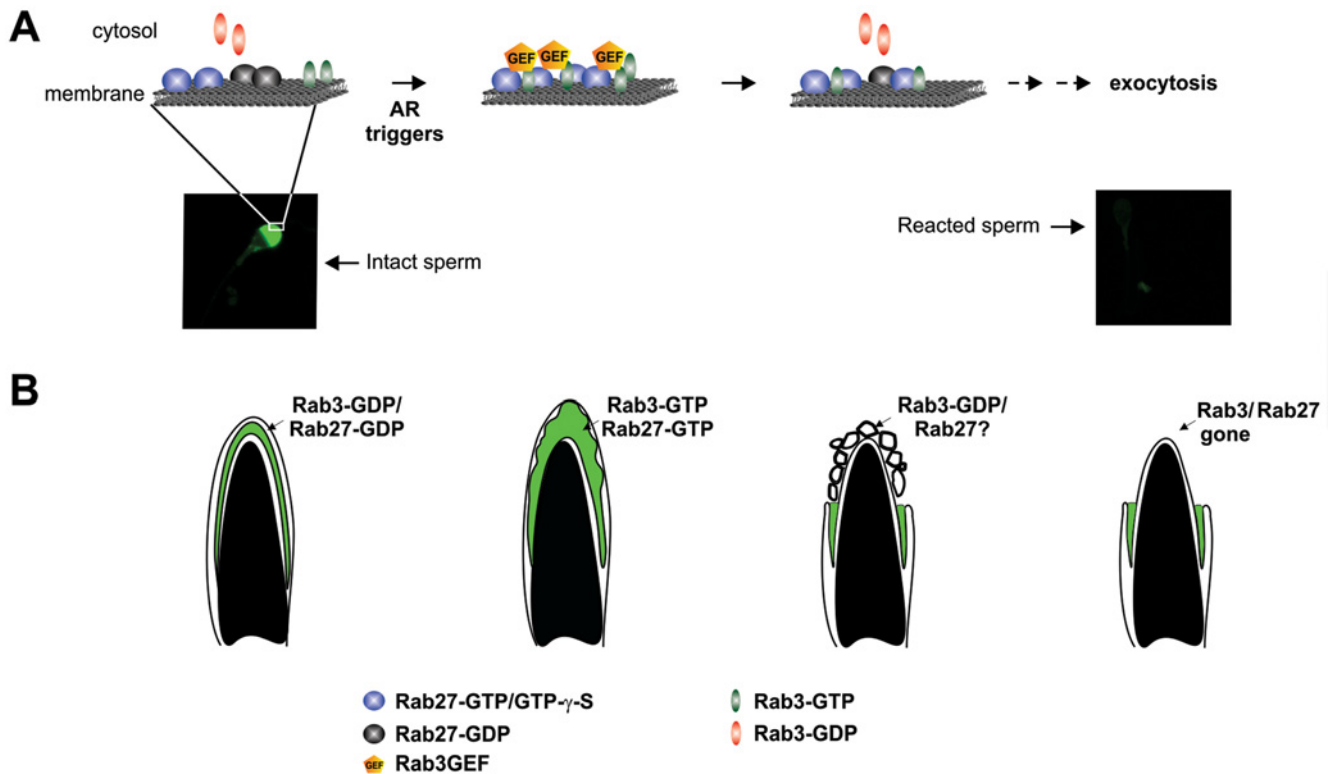 A
cytosol
membrane
AR
triggers
GEF
GEF
GEF
exocytosis
Intact sperm
Reacted sperm
B
Rab3-GDP/
Rab27-GDP
Rab3-GTP
Rab27-GTP
Rab3-GDP/
Rab27?
Rab3/Rab27
gone
Rab27-GTP/GTP-γ-S
Rab3-GTP
Rab27-GDP
Rab3-GDP
GEF Rab3GEF